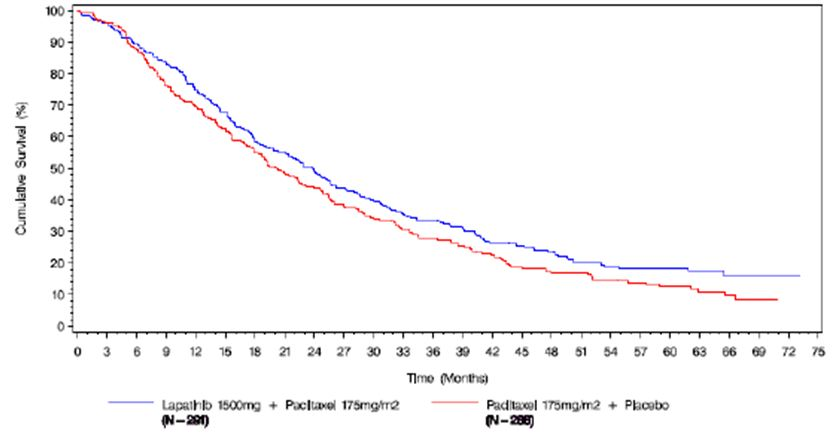 100
90
80
70
60
50
40
30
20
10
0
Cumulative Survival (%)
0 3 6 9 12 15 18 21 24 27 30 33 36 39 42 45 48 51 54 57 60 63 66 69 72 75
Time (Months)
Lapatinib 1500mg + Paclitaxel 175mg/m2
Paclitaxel 175mg/m2 + Placebo